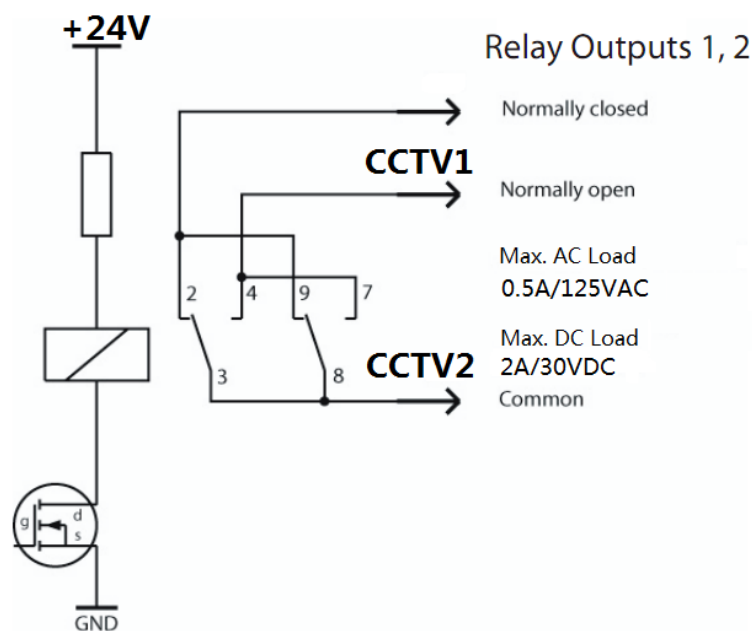 +24V
Relay Outputs 1, 2
Normally closed
CCTV1
Normally open
Max. AC Load
0.5A/125VAC
2
4
9
7
Max. DC Load
2A/30VDC
3
8
CCTV2
Common
g
d
s
GND